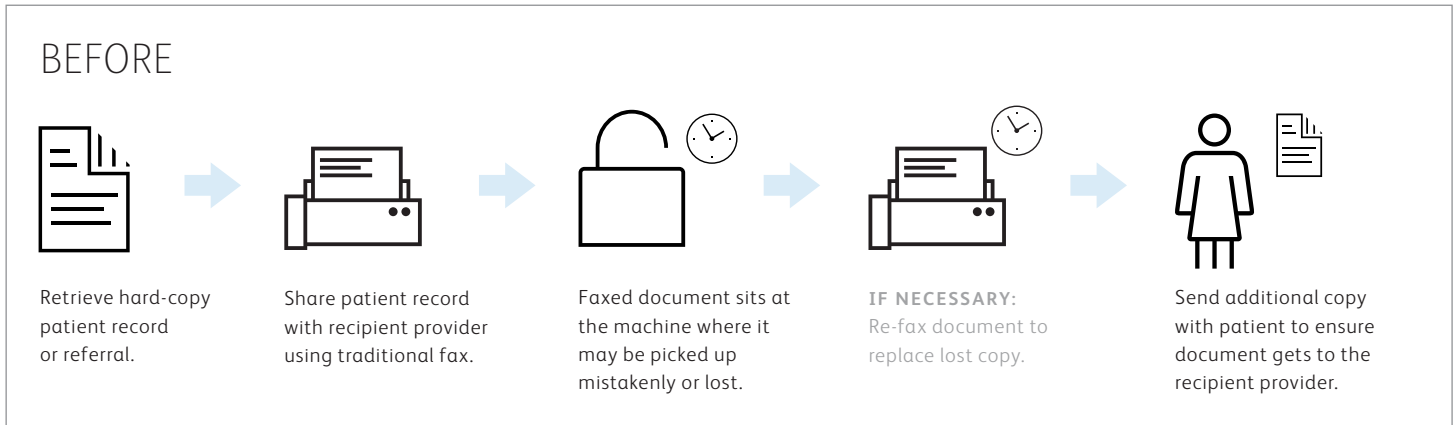 BEFORE
Retrieve hard-copy
patient record
or referral.
Share patient record
with recipient provider
using traditional fax.
Faxed document sits at
the machine where it
may be picked up
mistakenly or lost.
IF NECESSARY:
Re-fax document to
replace lost copy.
Send additional copy
with patient to ensure
document gets to the
recipient provider.